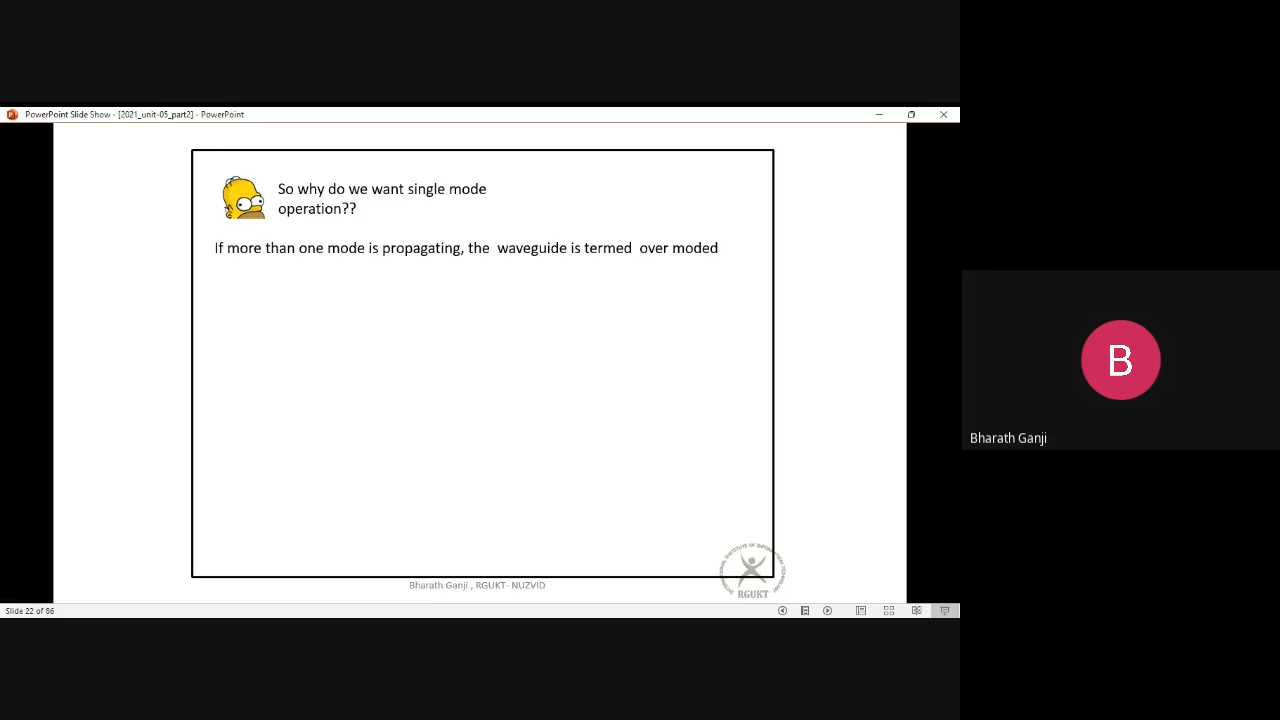 PowerPoint Slide Show - [2021_unit-05_part2] - PowerPoint
So why do we want single mode
operation??
If more than one mode is propagating, the waveguide is termed over moded
B
Bharath Ganji
RGUKT
Bharath Ganji , RGUKT- NUZVID
Slide 22 of 86